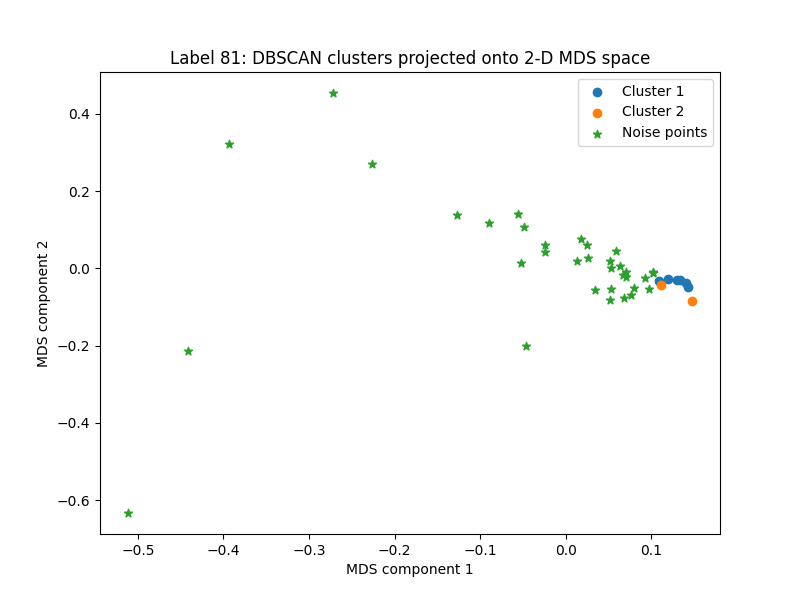 Label 81: DBSCAN clusters projected onto 2-D MDS space
Cluster 1
Cluster 2
Noise points
0.4
0.2
0.0
−0.2
−0.4
−0.6
MDS component 2
−0.5
−0.4
−0.3
−0.2
−0.1
0.0
0.1
MDS component 1